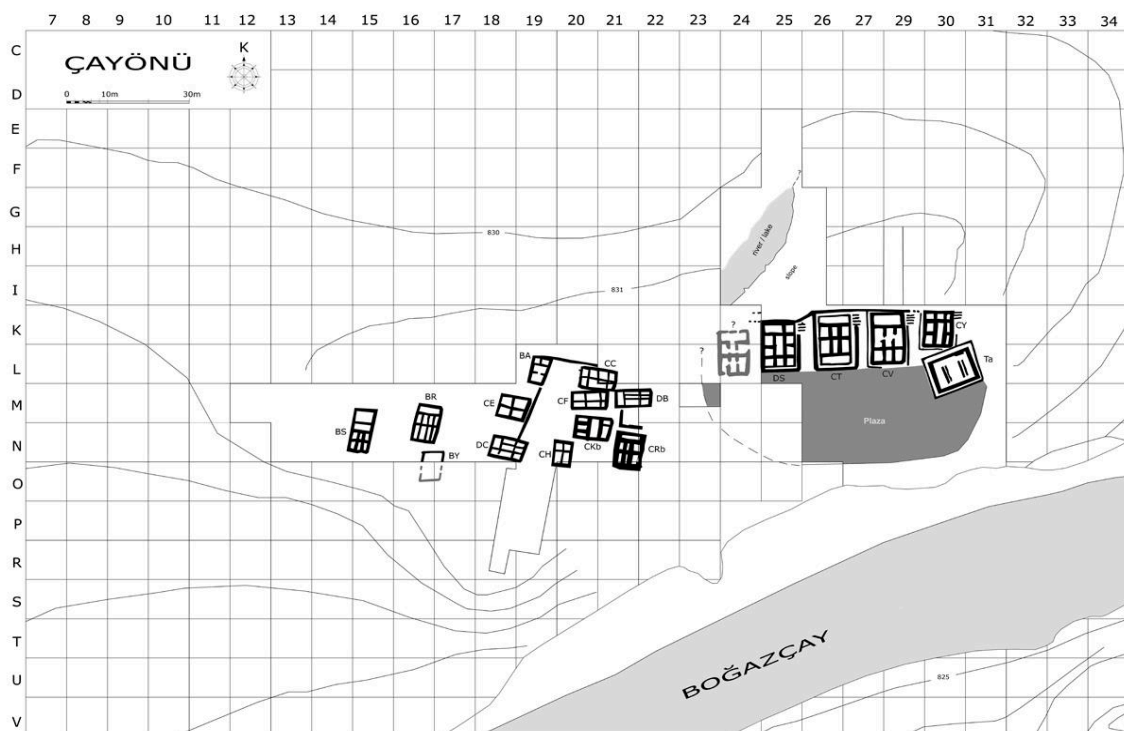 7 8 9 10 11 12 13 14 15 16 17 18 19 20 21 22 23 24 25 26 27 28 29 30 31 32 33 34
C
ÇAYÖNÜ
K
D
0 10m 30m
E
F
?
G
river / lake
H
830
slope
I
831
K
?
CY
?
BA
CC
Ta
L
DS
CT
CV
BR
CE
CF
DB
M
Plaza
BS
DC
CH
CKb
CRb
N
BY
O
P
R
S
T
BOĞAZÇAY
U
825
V